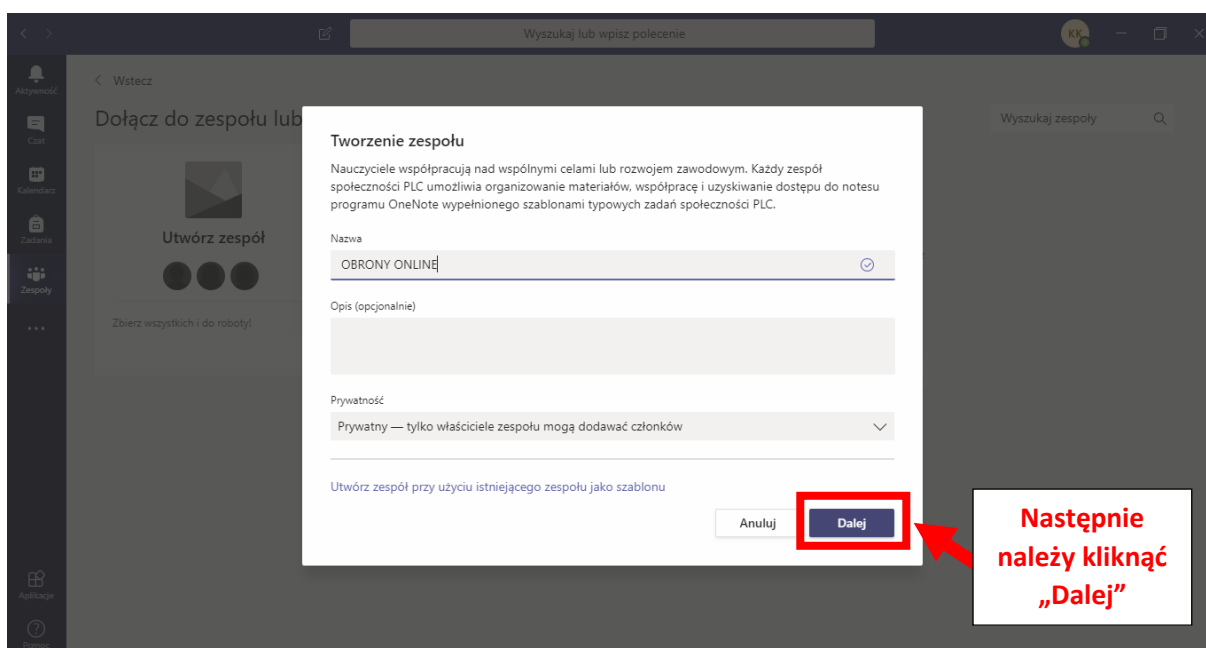 Wyszukaj lub wpisz polecenie
KK
Aktywność
Wstecz
Dołącz do zespołu lub
Wyszukaj zespoły
Czat
Kalendarz
Zadania
Zespoły
Utwórz zespół
Zbierz wszystkich i do roboty!
Tworzenie zespołu
Nauczyciele współpracują nad wspólnymi celami lub rozwojem zawodowym. Każdy zespół
społeczności PLC umożliwia organizowanie materiałów, współpracę i uzyskiwanie dostępu do notesu
programu OneNote wypełnionego szablonami typowych zadań społeczności PLC.
Nazwa
OBRONY ONLINE
Opis (opcjonalnie)
Prywatność
Prywatny — tylko właściciele zespołu mogą dodawać członków
Utwórz zespół przy użyciu istniejącego zespołu jako szablonu
Anuluj
Dalej
Następnie
należy kliknąć
„Dalej”
Aplikacje
Pomoc